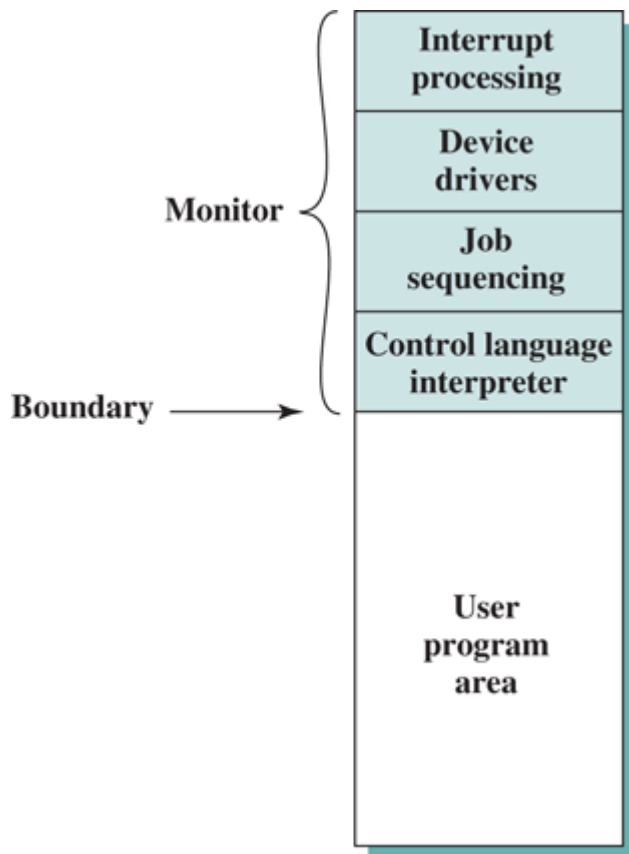 Interrupt
processing
Device
drivers
Monitor
Job
sequencing
Control language
interpreter
Boundary
User
program
area